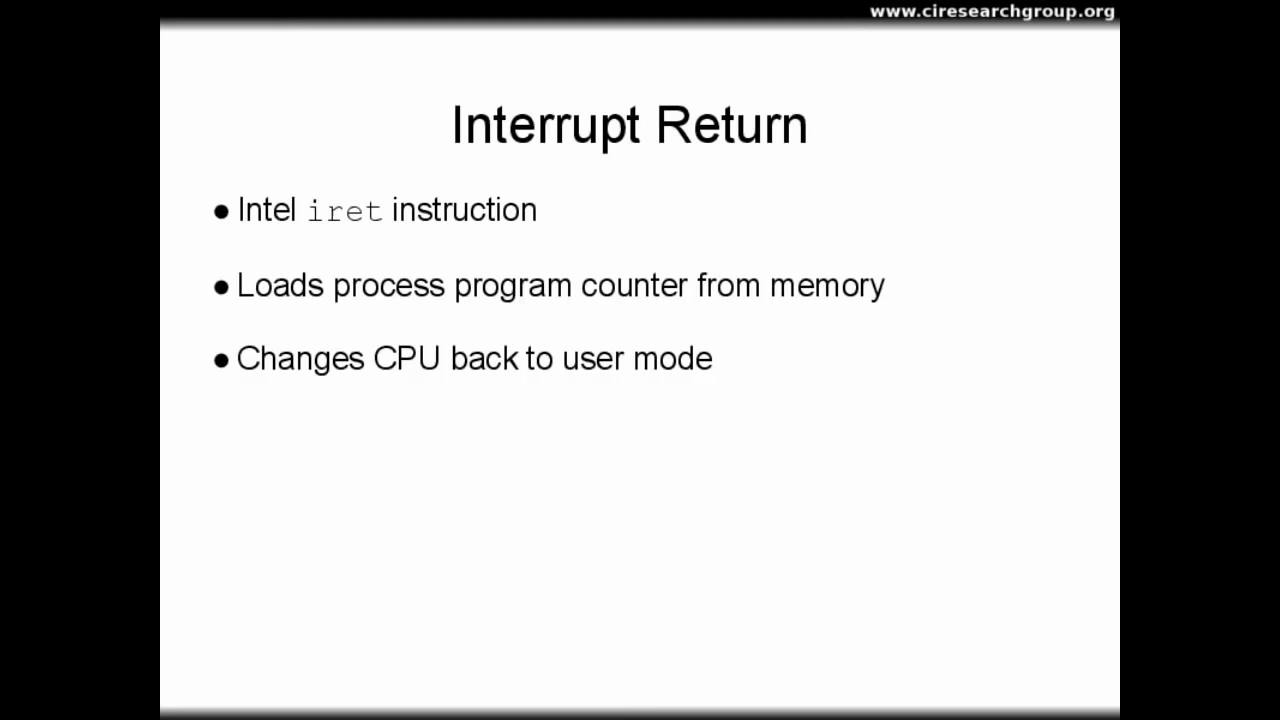 www.ciresearchgroup.org
Interrupt Return
● Intel iret instruction
● Loads process program counter from memory
● Changes CPU back to user mode